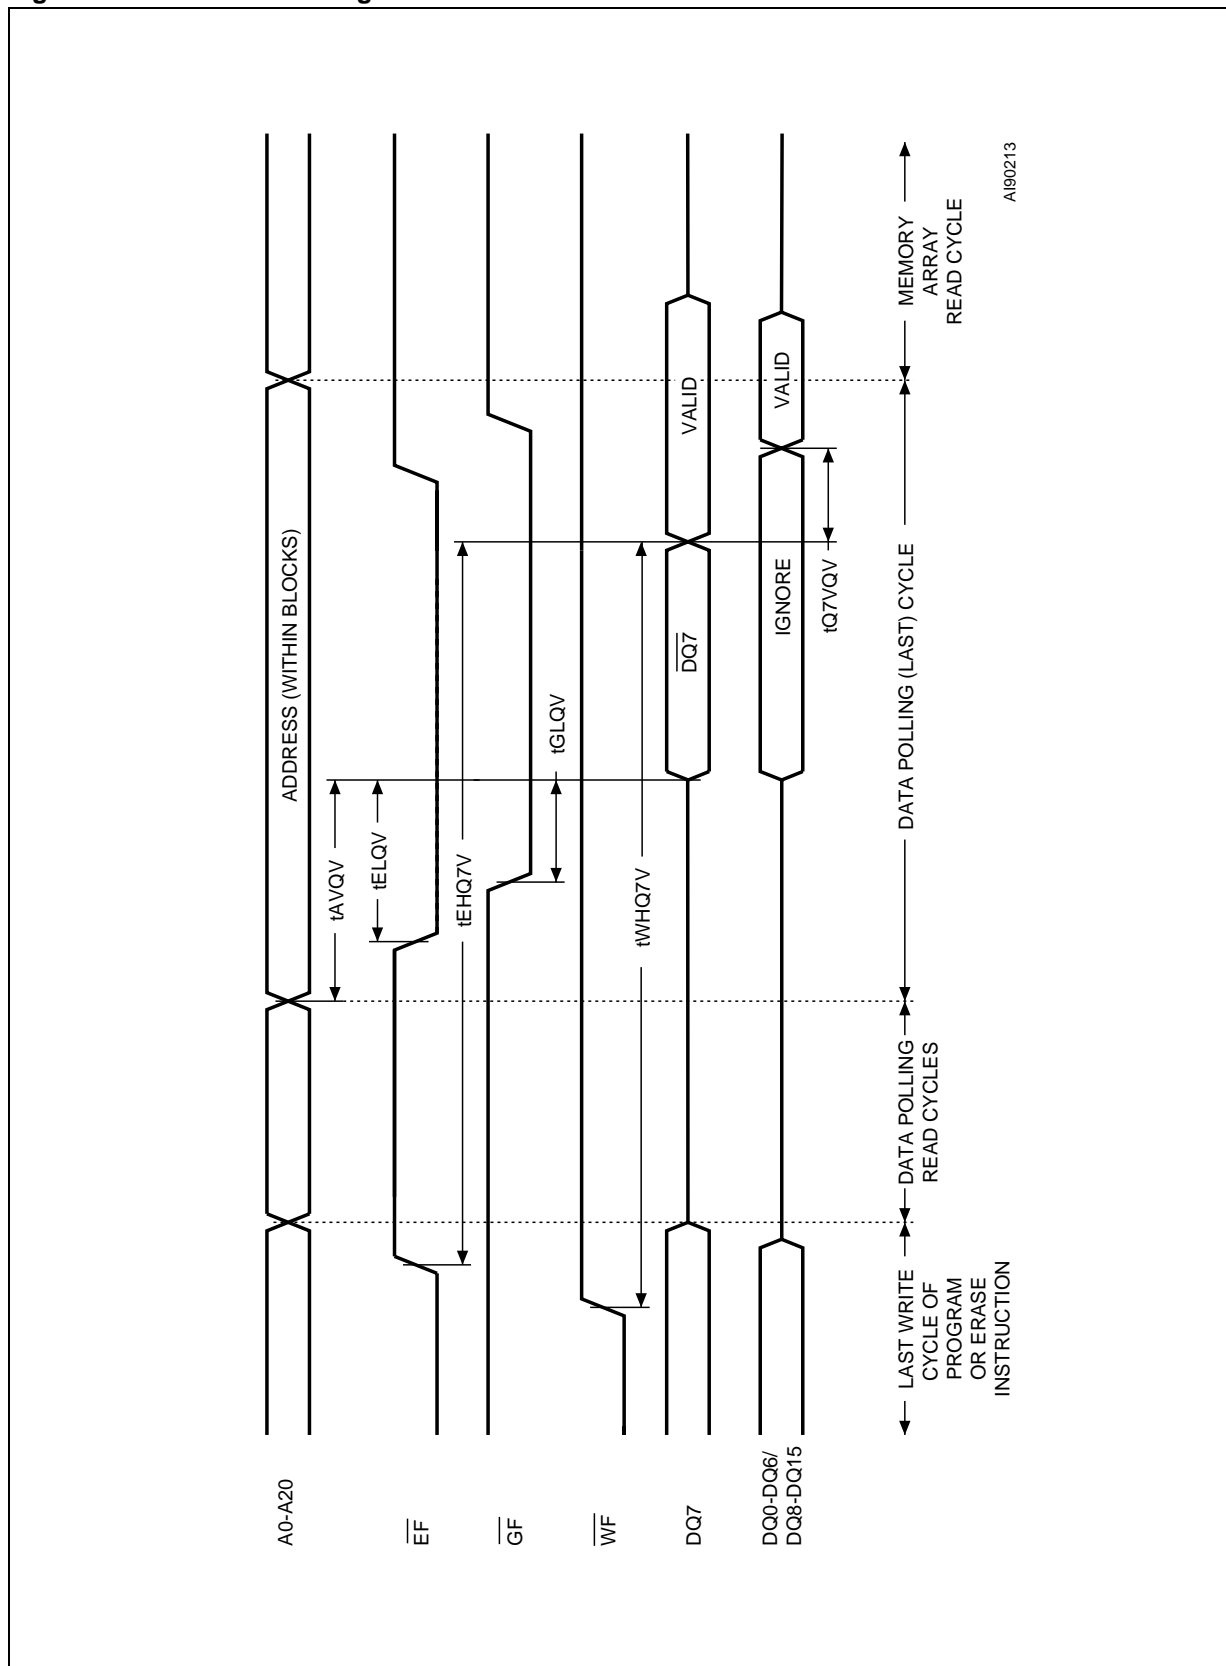 A0-A20
ADDRESS (WITHIN BLOCKS)
tAVQV
tELQV
EF
tEHQ7V
GF
tGLQV
WF
tWHQ7V
DQ7
DQ7
VALID
DQ0-DQ6/
DQ8-DQ15
IGNORE
VALID
tQ7VQV
LAST WRITE
CYCLE OF
PROGRAM
OR ERASE
INSTRUCTION
DATA POLLING
READ CYCLES
DATA POLLING (LAST) CYCLE
MEMORY
ARRAY
READ CYCLE
AI90213